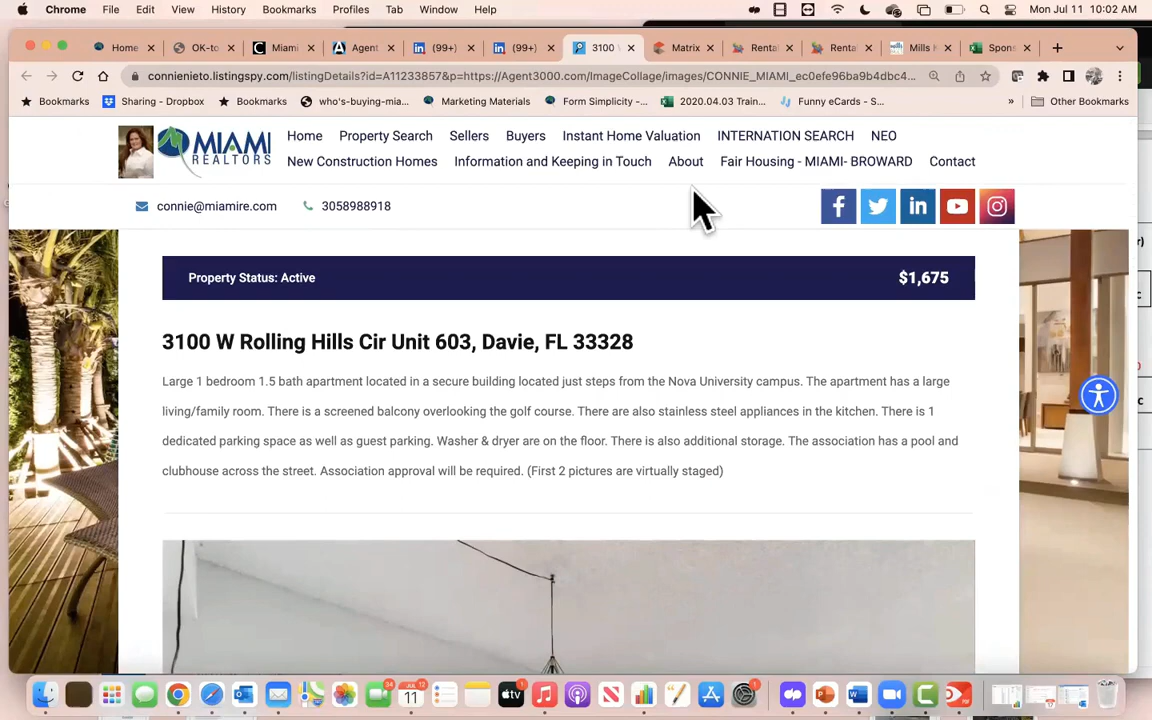 Chrome File Edit View History Bookmarks Profiles Tab Window Help Mon Jul 11 10:02 AM
Home OK-to Miami Agent (99+) (99+) 3100 Matrix Rental Rental Mills Spons
connienieto.listingspy.com/listingDetails?id=A11233857&p=https://Agent3000.com/ImageCollage/images/CONNIE_MIAMI_ec0efe96ba9b4dbc4...
Bookmarks Sharing - Dropbox Bookmarks who's-buying-mia... Marketing Materials Form Simplicity -... 2020.04.03 Train... Funny eCards - S... » Other Bookmarks
MIAMI REALTORS
Home Property Search Sellers Buyers Instant Home Valuation INTERNATION SEARCH NEO
New Construction Homes Information and Keeping in Touch About Fair Housing - MIAMI- BROWARD Contact
connie@miamire.com 3058988918
Property Status: Active $1,675
3100 W Rolling Hills Cir Unit 603, Davie, FL 33328
Large 1 bedroom 1.5 bath apartment located in a secure building located just steps from the Nova University campus. The apartment has a large
living/family room. There is a screened balcony overlooking the golf course. There are also stainless steel appliances in the kitchen. There is 1
dedicated parking space as well as guest parking. Washer & dryer are on the floor. There is also additional storage. The association has a pool and
clubhouse across the street. Association approval will be required. (First 2 pictures are virtually staged)